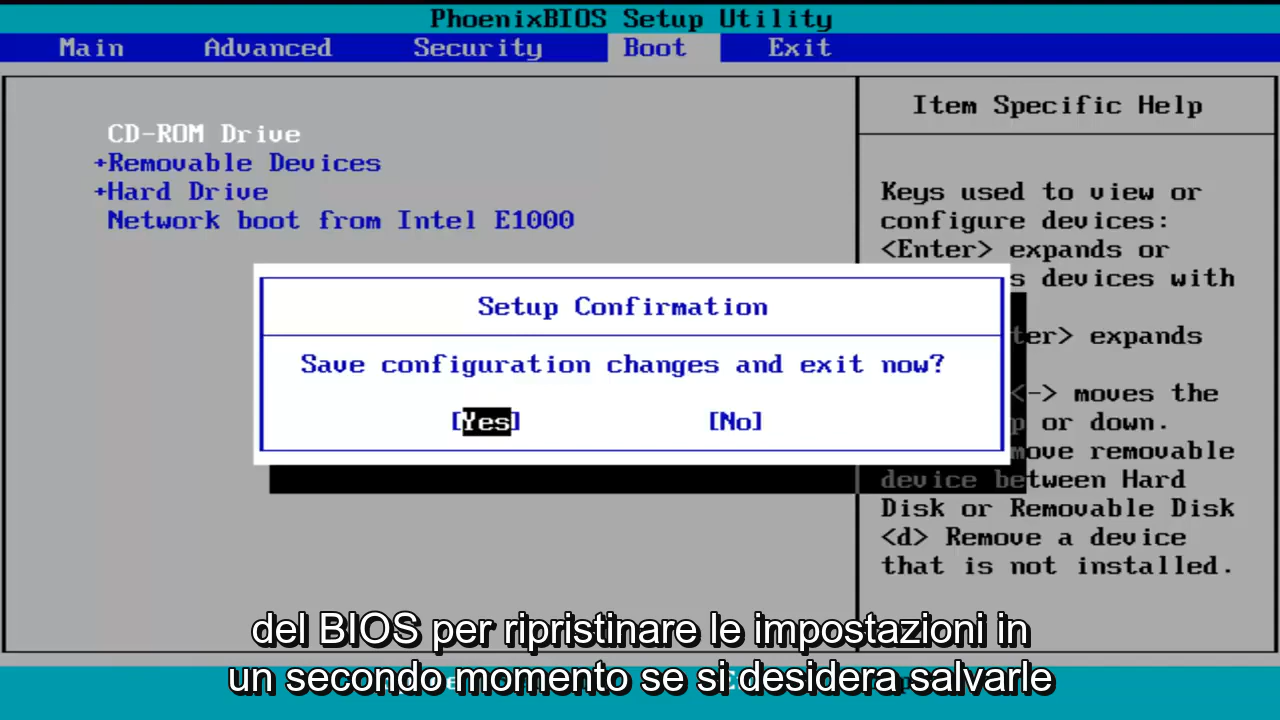 PhoenixBIOS Setup Utility
Main Advanced Security Boot Exit
CD-ROM Drive
+Removable Devices
+Hard Drive
Network boot from Intel E1000
Setup Confirmation
Save configuration changes and exit now?
[Yes] [No]
Item Specific Help
Keys used to view or
configure devices:
<Enter> expands or
s devices with
ter> expands
<-> moves the
p or down.
move removable
device between Hard
Disk or Removable Disk
<d> Remove a device
that is not installed.
del BIOS per ripristinare le impostazioni in
un secondo momento se si desidera salvarle